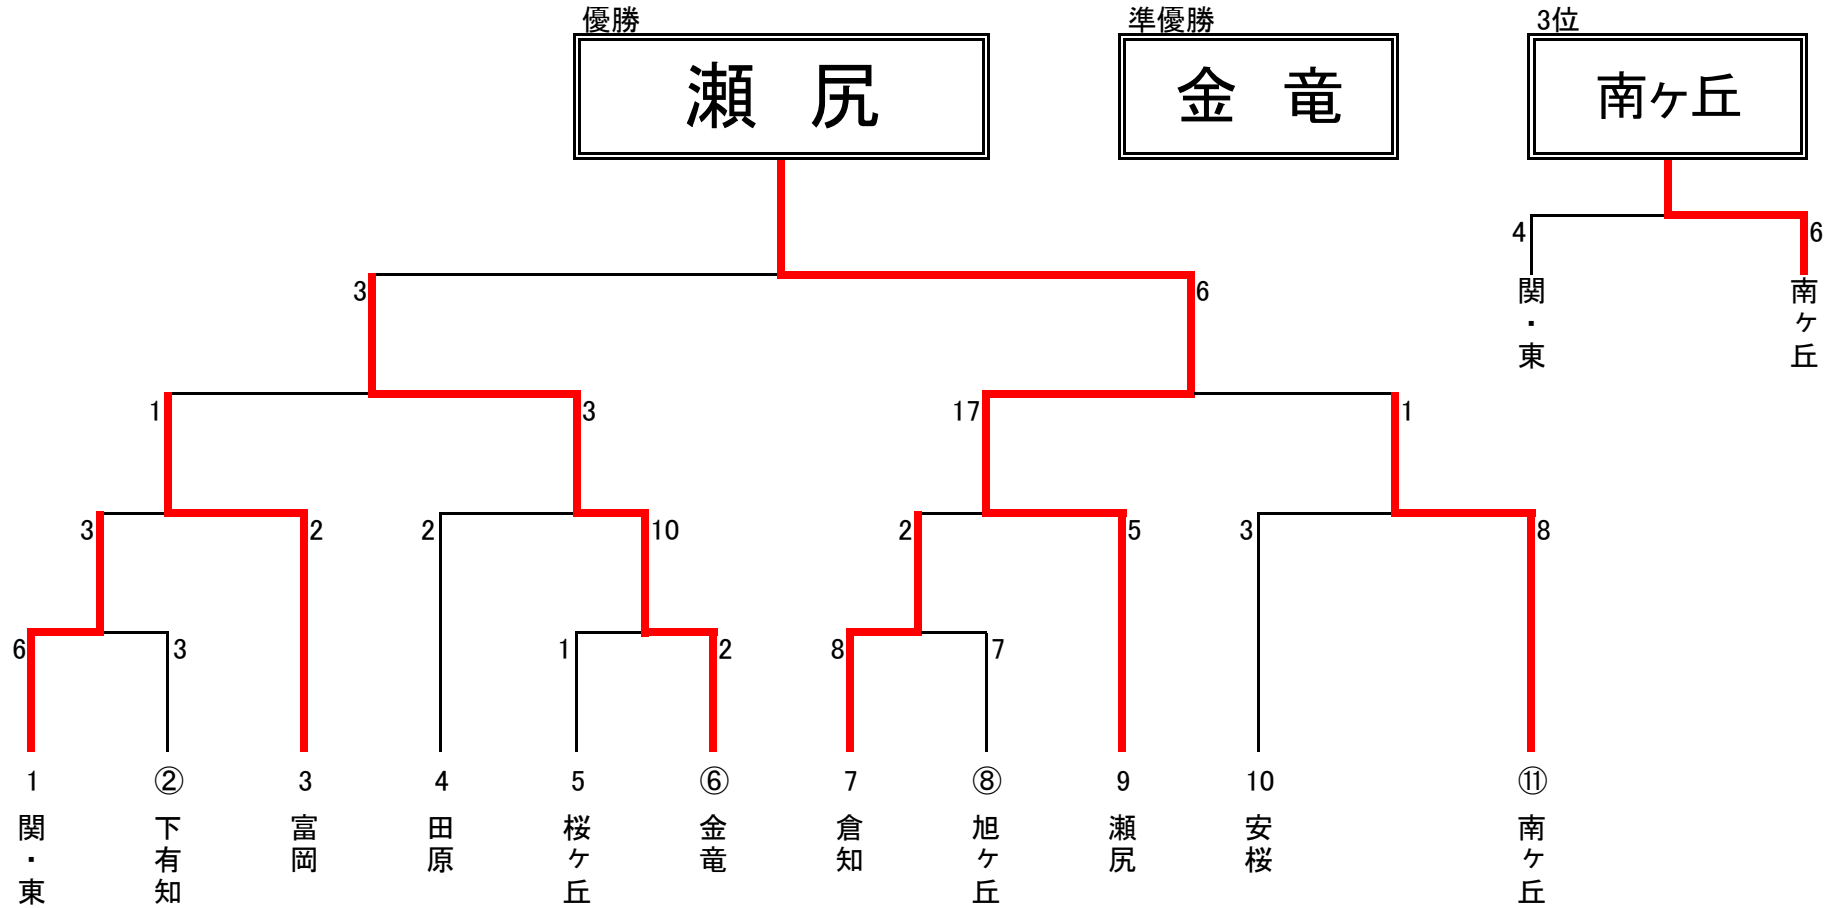 優勝
準優勝
3位
瀬 尻
金 竜
南ヶ丘
4
6
関・東
南ヶ丘
3
6
1
3
17
1
3
2
2
10
2
5
3
8
6
3
1
2
8
7
1
②
3
4
5
⑥
7
⑧
9
10
⑪
関・東
下有知
富岡
田原
桜ヶ丘
金竜
倉知
旭ヶ丘
瀬尻
安桜
南ヶ丘